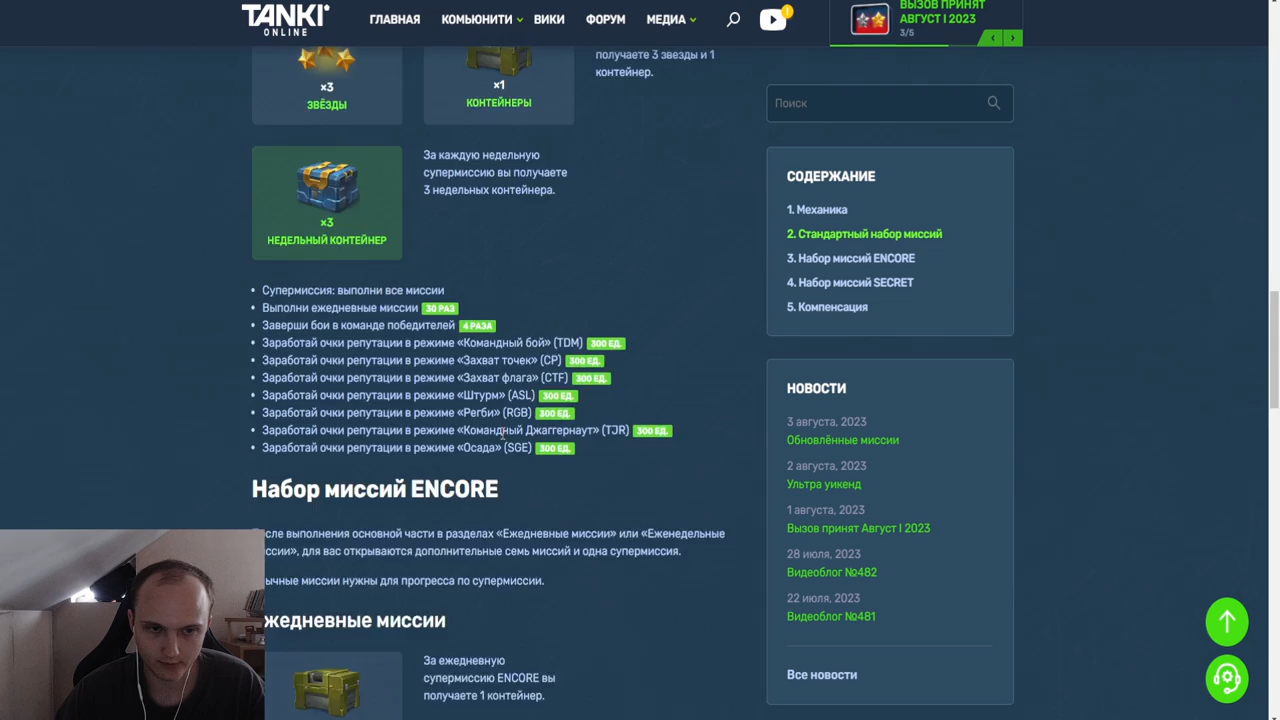 TANKI
ONLINE
ГЛАВНАЯ
КОМЬЮНИТИ
ВИКИ
ФОРУМ
МЕДИА
!
ВЫЗОВ ПРИНЯТ
АВГУСТ I 2023
3/5
×3
ЗВЁЗДЫ
×1
КОНТЕЙНЕРЫ
получаете 3 звезды и 1
контейнер.
×3
НЕДЕЛЬНЫЙ КОНТЕЙНЕР
За каждую недельную
супермиссию вы получаете
3 недельных контейнера.
• Супермиссия: выполни все миссии
• Выполни ежедневные миссии 30 РАЗ
• Заверши бои в команде победителей 4 РАЗА
• Заработай очки репутации в режиме «Командный бой» (TDM) 300 ЕД.
• Заработай очки репутации в режиме «Захват точек» (CP) 300 ЕД.
• Заработай очки репутации в режиме «Захват флага» (CTF) 300 ЕД.
• Заработай очки репутации в режиме «Штурм» (ASL) 300 ЕД.
• Заработай очки репутации в режиме «Регби» (RGB) 300 ЕД.
• Заработай очки репутации в режиме «Командный Джаггернаут» (TJR) 300 ЕД.
• Заработай очки репутации в режиме «Осада» (SGE) 300 ЕД.
Набор миссий ENCORE
сле выполнения основной части в разделах «Ежедневные миссии» или «Еженедельные
ссии», для вас открываются дополнительные семь миссий и одна супермиссия.
ычные миссии нужны для прогресса по супермиссии.
жедневные миссии
За ежедневную
супермиссию ENCORE вы
получаете 1 контейнер.
Поиск
СОДЕРЖАНИЕ
1. Механика
2. Стандартный набор миссий
3. Набор миссий ENCORE
4. Набор миссий SECRET
5. Компенсация
НОВОСТИ
3 августа, 2023
Обновлённые миссии
2 августа, 2023
Ультра уикенд
1 августа, 2023
Вызов принят Август I 2023
28 июля, 2023
Видеоблог №482
22 июля, 2023
Видеоблог №481
Все новости